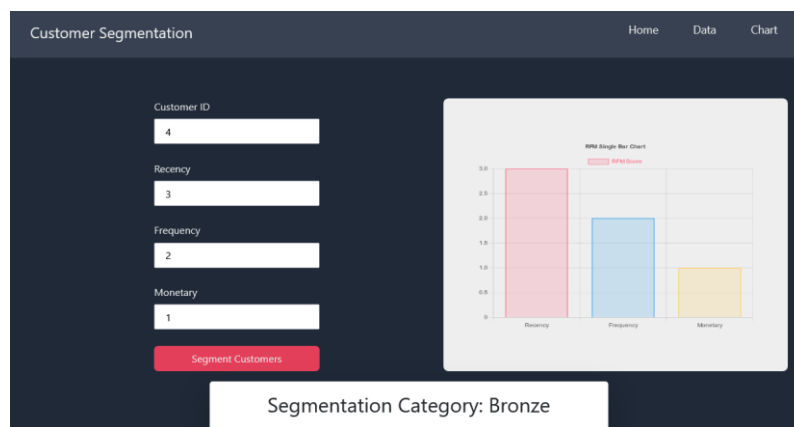 Customer Segmentation
Home Data Chart
Customer ID
4
Recency
3
Frequency
2
Monetary
1
Segment Customers
RFM Single Bar Chart
RFM Score
3.0
2.5
2.0
1.5
1.0
0.5
0
Recency Frequency Monetary
Segmentation Category: Bronze